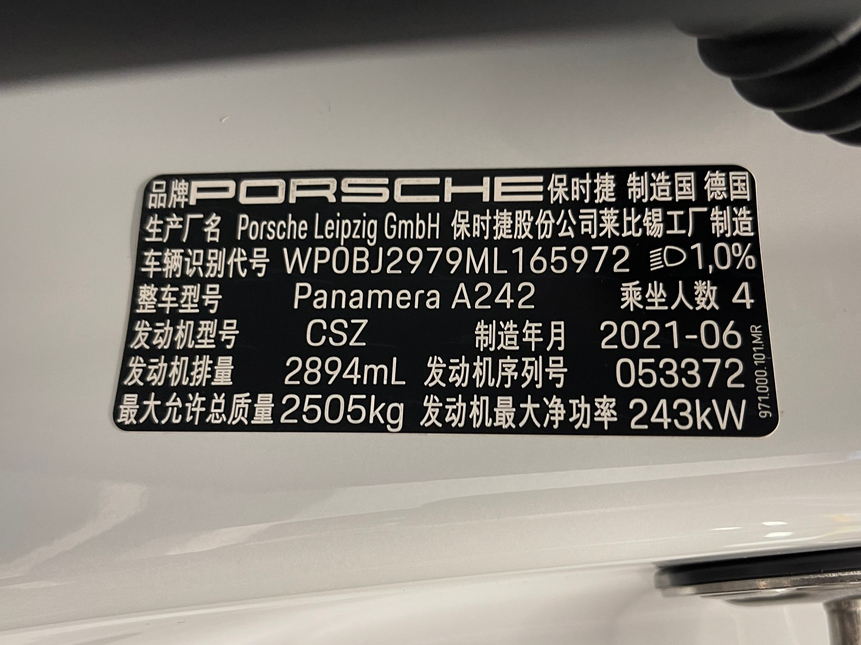 品牌PORSCHE保时捷 制造国 德国
生产厂名 Porsche Leipzig GmbH 保时捷股份公司莱比锡工厂制造
车辆识别代号 WP0BJ2979ML165972 1,0%
整车型号 Panamera A242 乘坐人数 4
发动机型号 CSZ 制造年月 2021-06
发动机排量 2894mL 发动机序列号 053372
最大允许总质量 2505kg 发动机最大净功率 243kW
971.000.101.MR